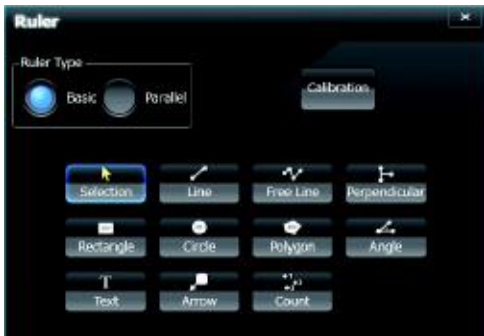 Ruler
Ruler Type
Basic Parallel
Calibration
Selection Line Free Line Perpendicular
Rectangle Circle Polygon Angle
Text Arrow Count